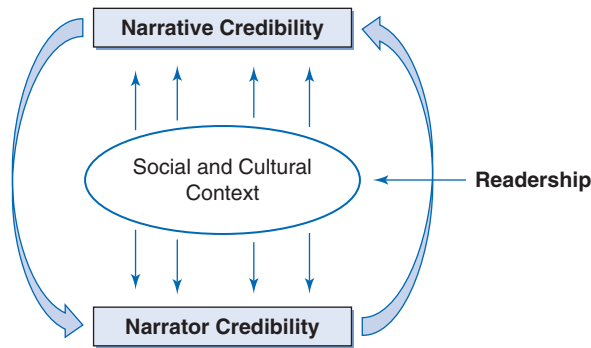 Narrative Credibility
Social and Cultural
Context
Readership
Narrator Credibility